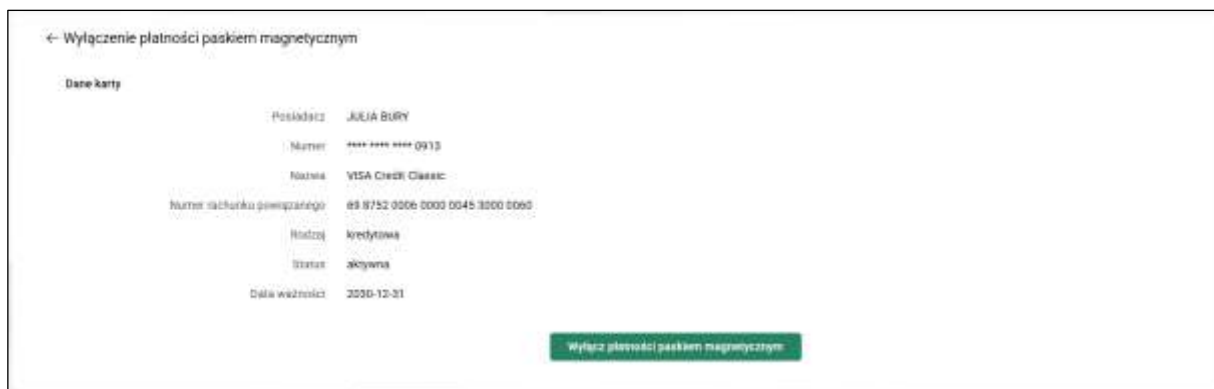 ← Wyłączenie płatności paskiem magnetycznym
Dane karty
Posiadacz JULIA BURY
Numer **** **** **** 0913
Nazwa VISA Credit Classic
Numer rachunku powiązanego 69 8752 0006 0000 0045 3000 0060
Rodzaj kredytowa
Status aktywna
Data ważności 2030-12-31
Wyłącz płatności paskiem magnetycznym